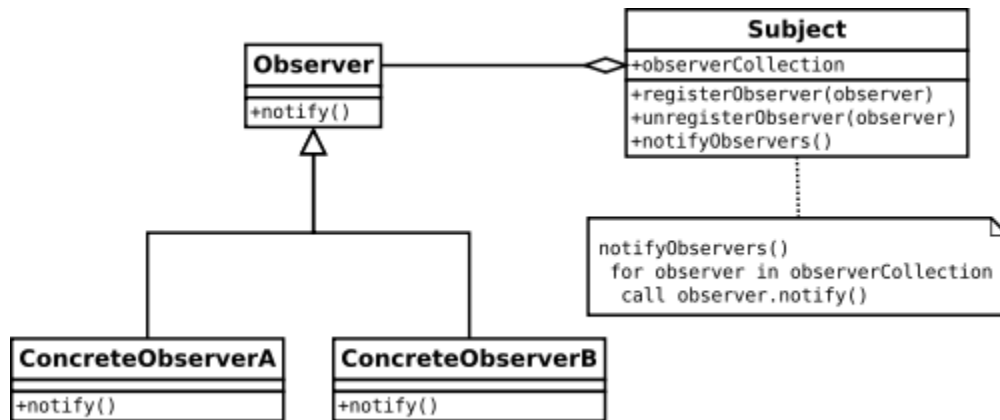 Subject
+observerCollection
+registerObserver(observer)
+unregisterObserver(observer)
+notifyObservers()
Observer
+notify()
notifyObservers()
for observer in observerCollection
call observer.notify()
ConcreteObserverA
+notify()
ConcreteObserverB
+notify()